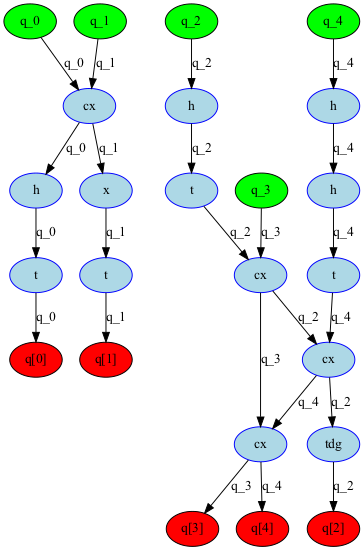 q_0 q_1 q_2 q_4
q_0 q_1 q_2 q_4
cx h h
q_0 q_1 q_2 q_4
h x t q_3 h
q_0 q_1 q_2 q_3 q_4
t t cx t
q_0 q_1 q_2 q_4
q[0] q[1] q_3 cx
q_4 q_2
cx tdg
q_3 q_4 q_2
q[3] q[4] q[2]